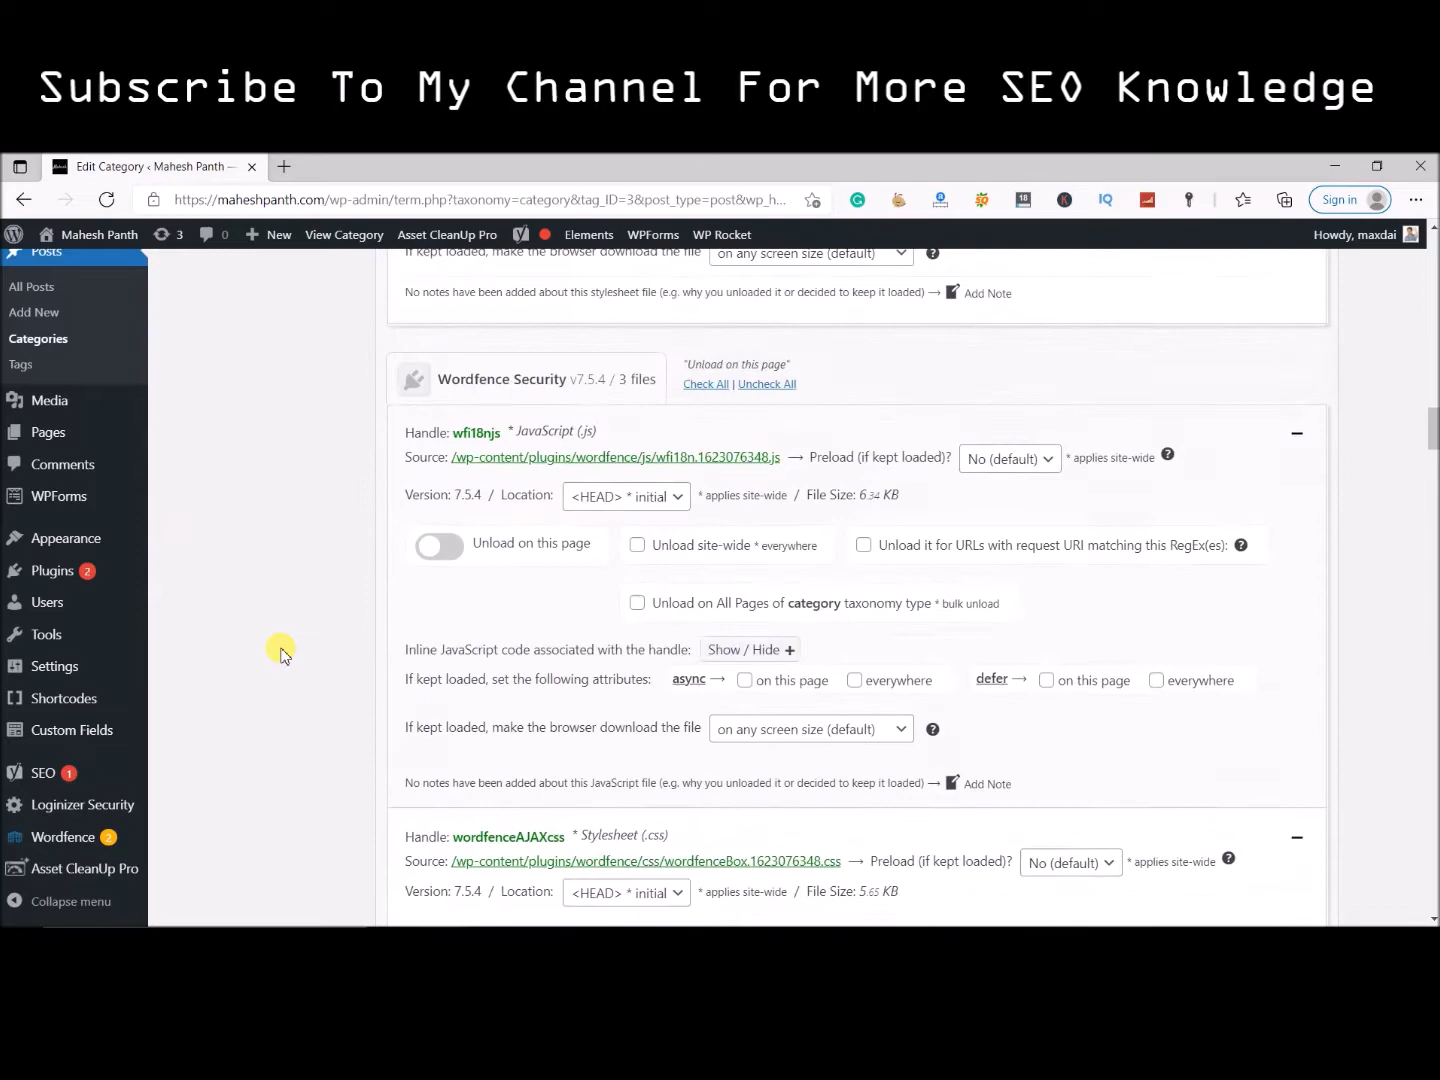 Subscribe To My Channel For More SEO Knowledge
Edit Category ‹ Mahesh Panth —
https://maheshpanth.com/wp-admin/term.php?taxonomy=category&tag_ID=3&post_type=post&wp_h...
Sign in
Mahesh Panth 3 0 New View Category Asset CleanUp Pro Elements WPForms WP Rocket Howdy, maxdai
Posts
All Posts
Add New
Categories
Tags
Media
Pages
Comments
WPForms
Appearance
Plugins 2
Users
Tools
Settings
Shortcodes
Custom Fields
SEO 1
Loginizer Security
Wordfence 2
Asset CleanUp Pro
Collapse menu
If kept loaded, make the browser download the file on any screen size (default)
No notes have been added about this stylesheet file (e.g. why you unloaded it or decided to keep it loaded) → Add Note
Wordfence Security v7.5.4 / 3 files
"Unload on this page"
Check All | Uncheck All
Handle: wfi18njs * JavaScript (.js)
Source: /wp-content/plugins/wordfence/js/wfi18n.1623076348.js → Preload (if kept loaded)? No (default) * applies site-wide
Version: 7.5.4 / Location: <HEAD> * initial * applies site-wide / File Size: 6.34 KB
Unload on this page Unload site-wide * everywhere Unload it for URLs with request URI matching this RegEx(es):
Unload on All Pages of category taxonomy type * bulk unload
Inline JavaScript code associated with the handle: Show / Hide +
If kept loaded, set the following attributes: async → on this page everywhere defer → on this page everywhere
If kept loaded, make the browser download the file on any screen size (default)
No notes have been added about this JavaScript file (e.g. why you unloaded it or decided to keep it loaded) → Add Note
Handle: wordfenceAJAXcss * Stylesheet (.css)
Source: /wp-content/plugins/wordfence/css/wordfenceBox.1623076348.css → Preload (if kept loaded)? No (default) * applies site-wide
Version: 7.5.4 / Location: <HEAD> * initial * applies site-wide / File Size: 5.65 KB